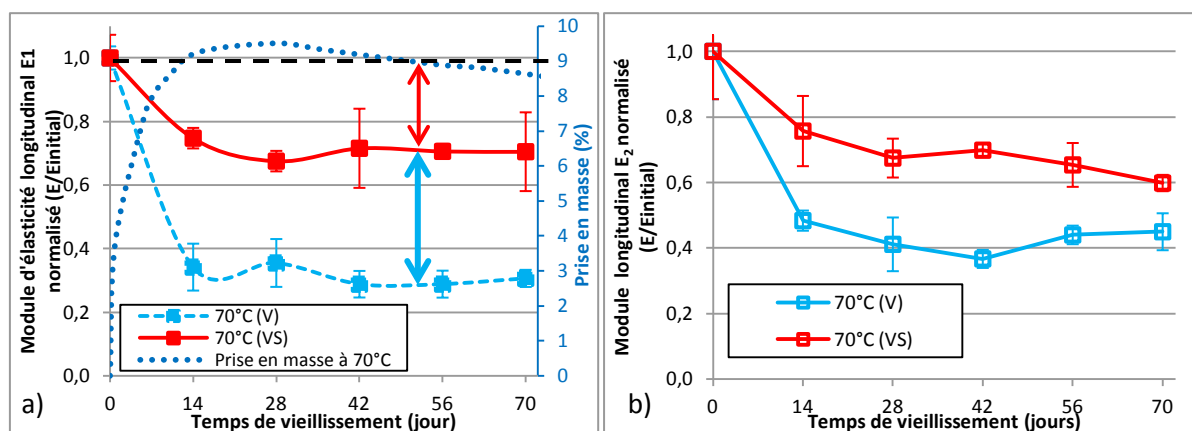 Module d'élasticité longitudinal E1
normalisé (E/Einitial)
1,0
0,8
0,6
0,4
0,2
0,0
10
9
8
7
6
5
4
3
2
1
0
Prise en masse (%)
70°C (V)
70°C (VS)
Prise en masse à 70°C
0 14 28 42 56 70
Temps de vieillissement (jour)
a)
Module longitudinal E2 normalisé
(E/Einitial)
1,0
0,8
0,6
0,4
0,2
0,0
70°C (V)
70°C (VS)
0 14 28 42 56 70
Temps de vieillissement (jours)
b)